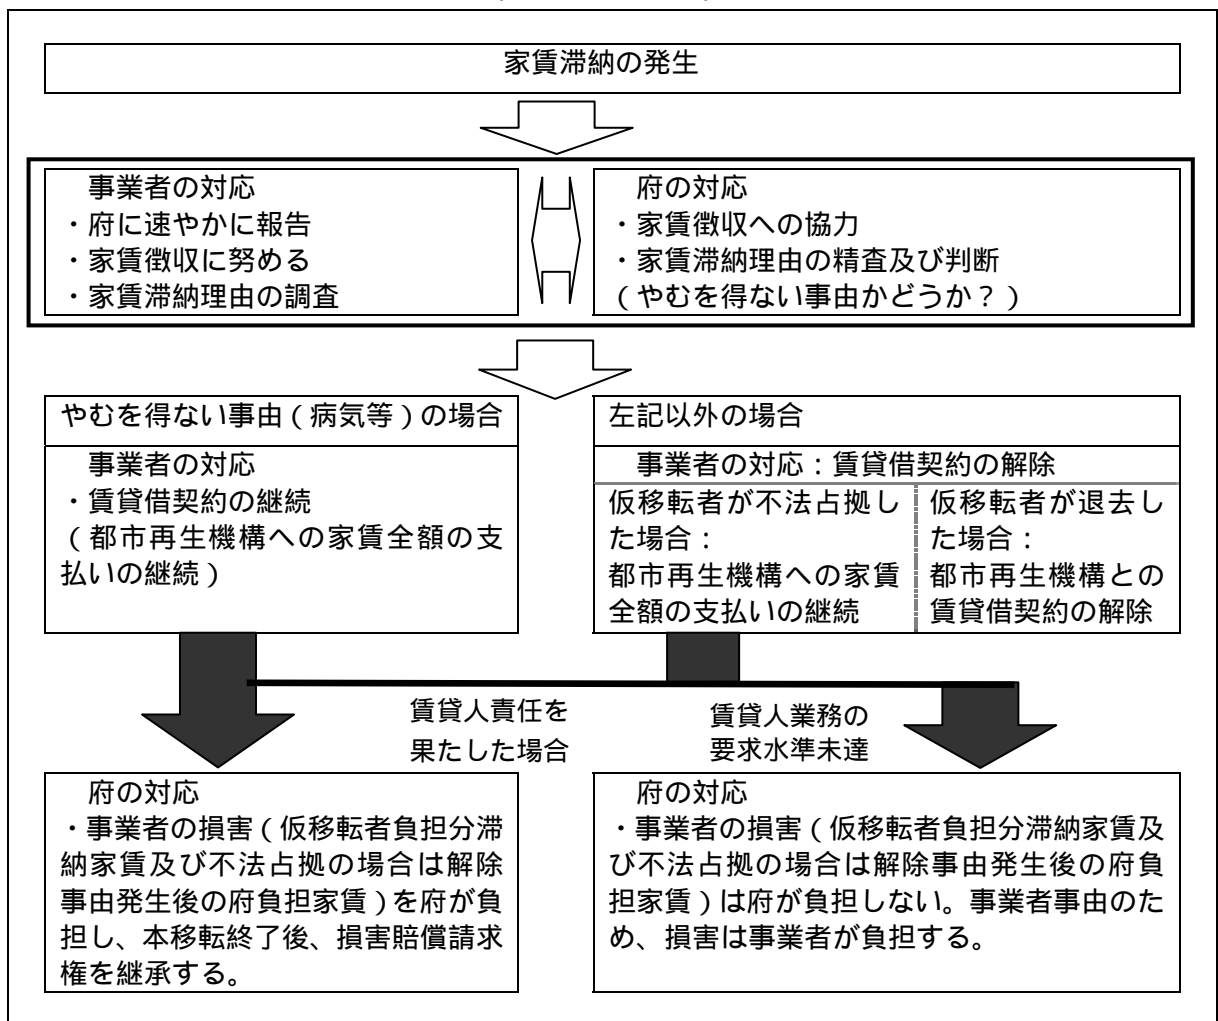 家賃滞納の発生
事業者の対応
・府に速やかに報告
・家賃徴収に努める
・家賃滞納理由の調査
府の対応
・家賃徴収への協力
・家賃滞納理由の精査及び判断
（やむを得ない事由かどうか？）
やむを得ない事由（病気等）の場合
事業者の対応
・賃貸借契約の継続
（都市再生機構への家賃全額の支
払いの継続）
左記以外の場合
事業者の対応：賃貸借契約の解除
仮移転者が不法占拠し
た場合：
都市再生機構への家賃
全額の支払いの継続
仮移転者が退去し
た場合：
都市再生機構との
賃貸借契約の解除
賃貸人責任を
果たした場合
賃貸人業務の
要求水準未達
府の対応
・事業者の損害（仮移転者負担分滞
納家賃及び不法占拠の場合は解除
事由発生後の府負担家賃）を府が負
担し、本移転終了後、損害賠償請求
権を継承する。
府の対応
・事業者の損害（仮移転者負担分滞納家賃及
び不法占拠の場合は解除事由発生後の府負
担家賃）は府が負担しない。事業者事由のた
め、損害は事業者が負担する。